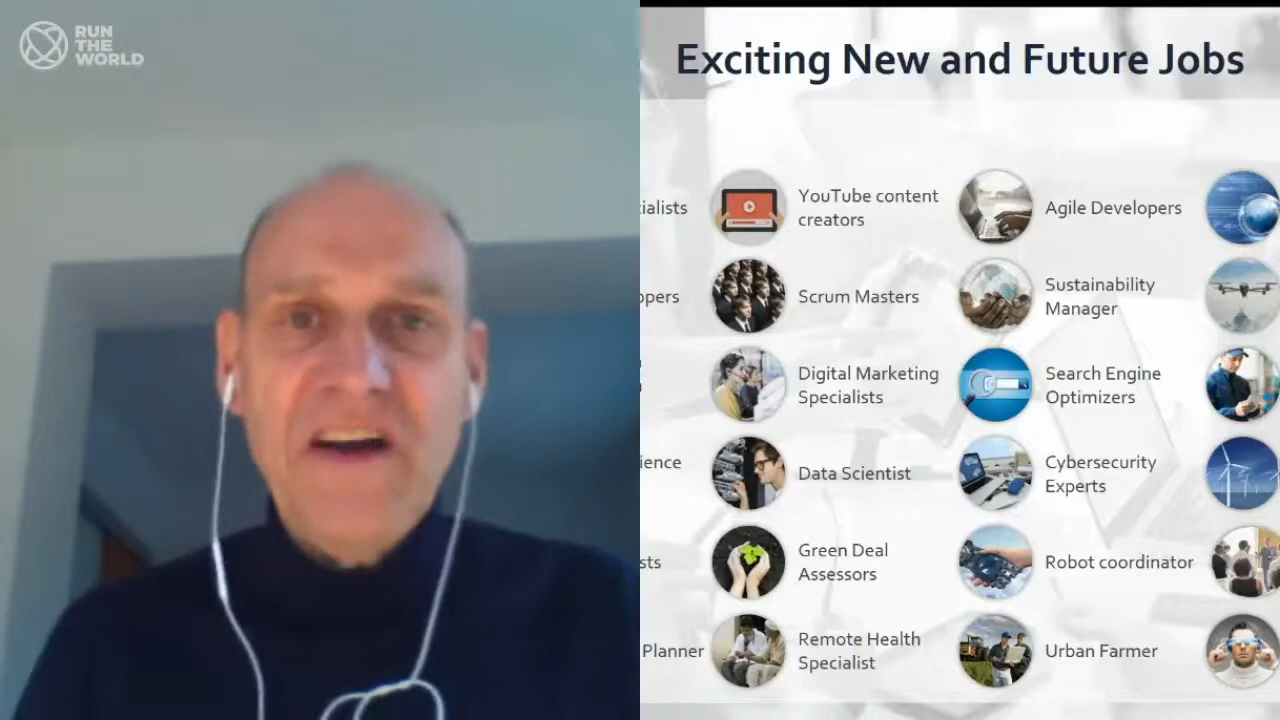 RUN
THE
WORLD
Exciting New and Future Jobs
ialists
YouTube content
creators
Agile Developers
opers
Scrum Masters
Sustainability
Manager
Digital Marketing
Specialists
Search Engine
Optimizers
ience
Data Scientist
Cybersecurity
Experts
sts
Green Deal
Assessors
Robot coordinator
Planner
Remote Health
Specialist
Urban Farmer